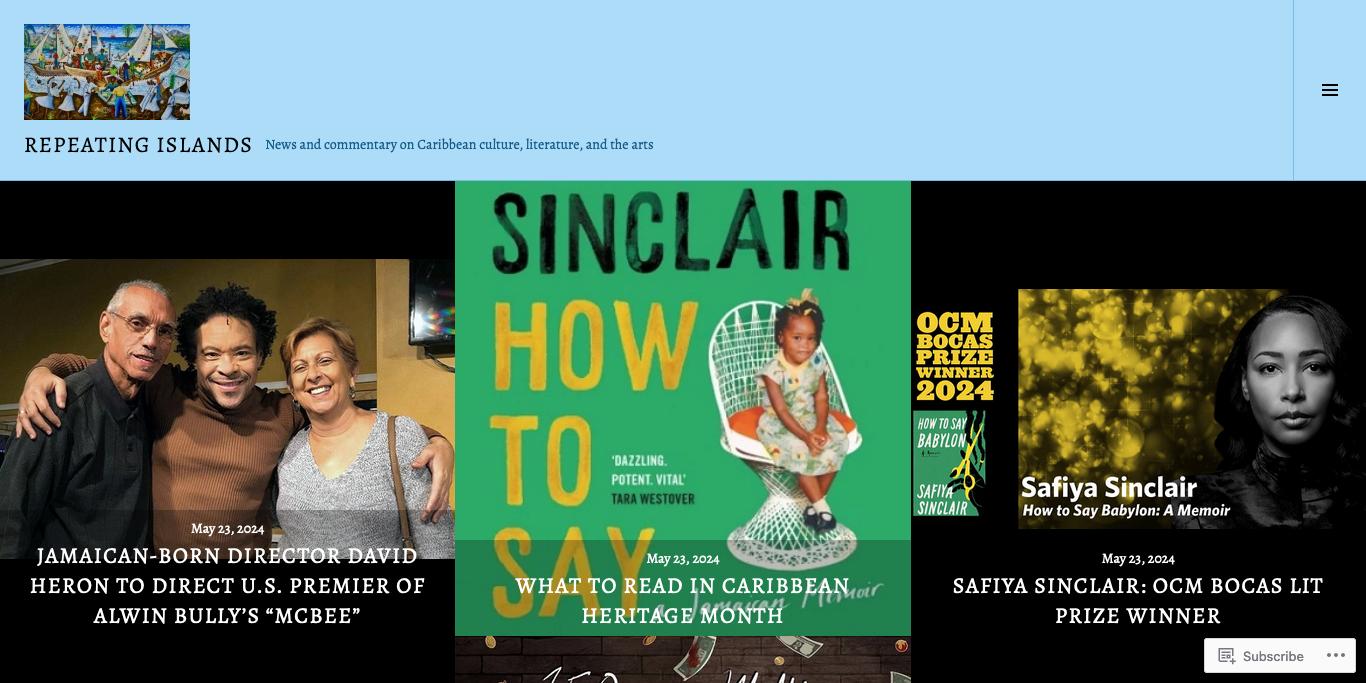 REPEATING ISLANDS
News and commentary on Caribbean culture, literature, and the arts
May 23, 2024
JAMAICAN-BORN DIRECTOR DAVID
HERON TO DIRECT U.S. PREMIER OF
ALWIN BULLY’S “MCBEE”
SINCLAIR
HOW
TO
SAY
‘DAZZLING.
POTENT. VITAL’
TARA WESTOVER
a Jamaican Memoir
May 23, 2024
WHAT TO READ IN CARIBBEAN
HERITAGE MONTH
OCM
BOCAS
PRIZE
WINNER
2024
HOW TO SAY
BABYLON
SAFIYA
SINCLAIR
Safiya Sinclair
How to Say Babylon: A Memoir
May 23, 2024
SAFIYA SINCLAIR: OCM BOCAS LIT
PRIZE WINNER
Subscribe